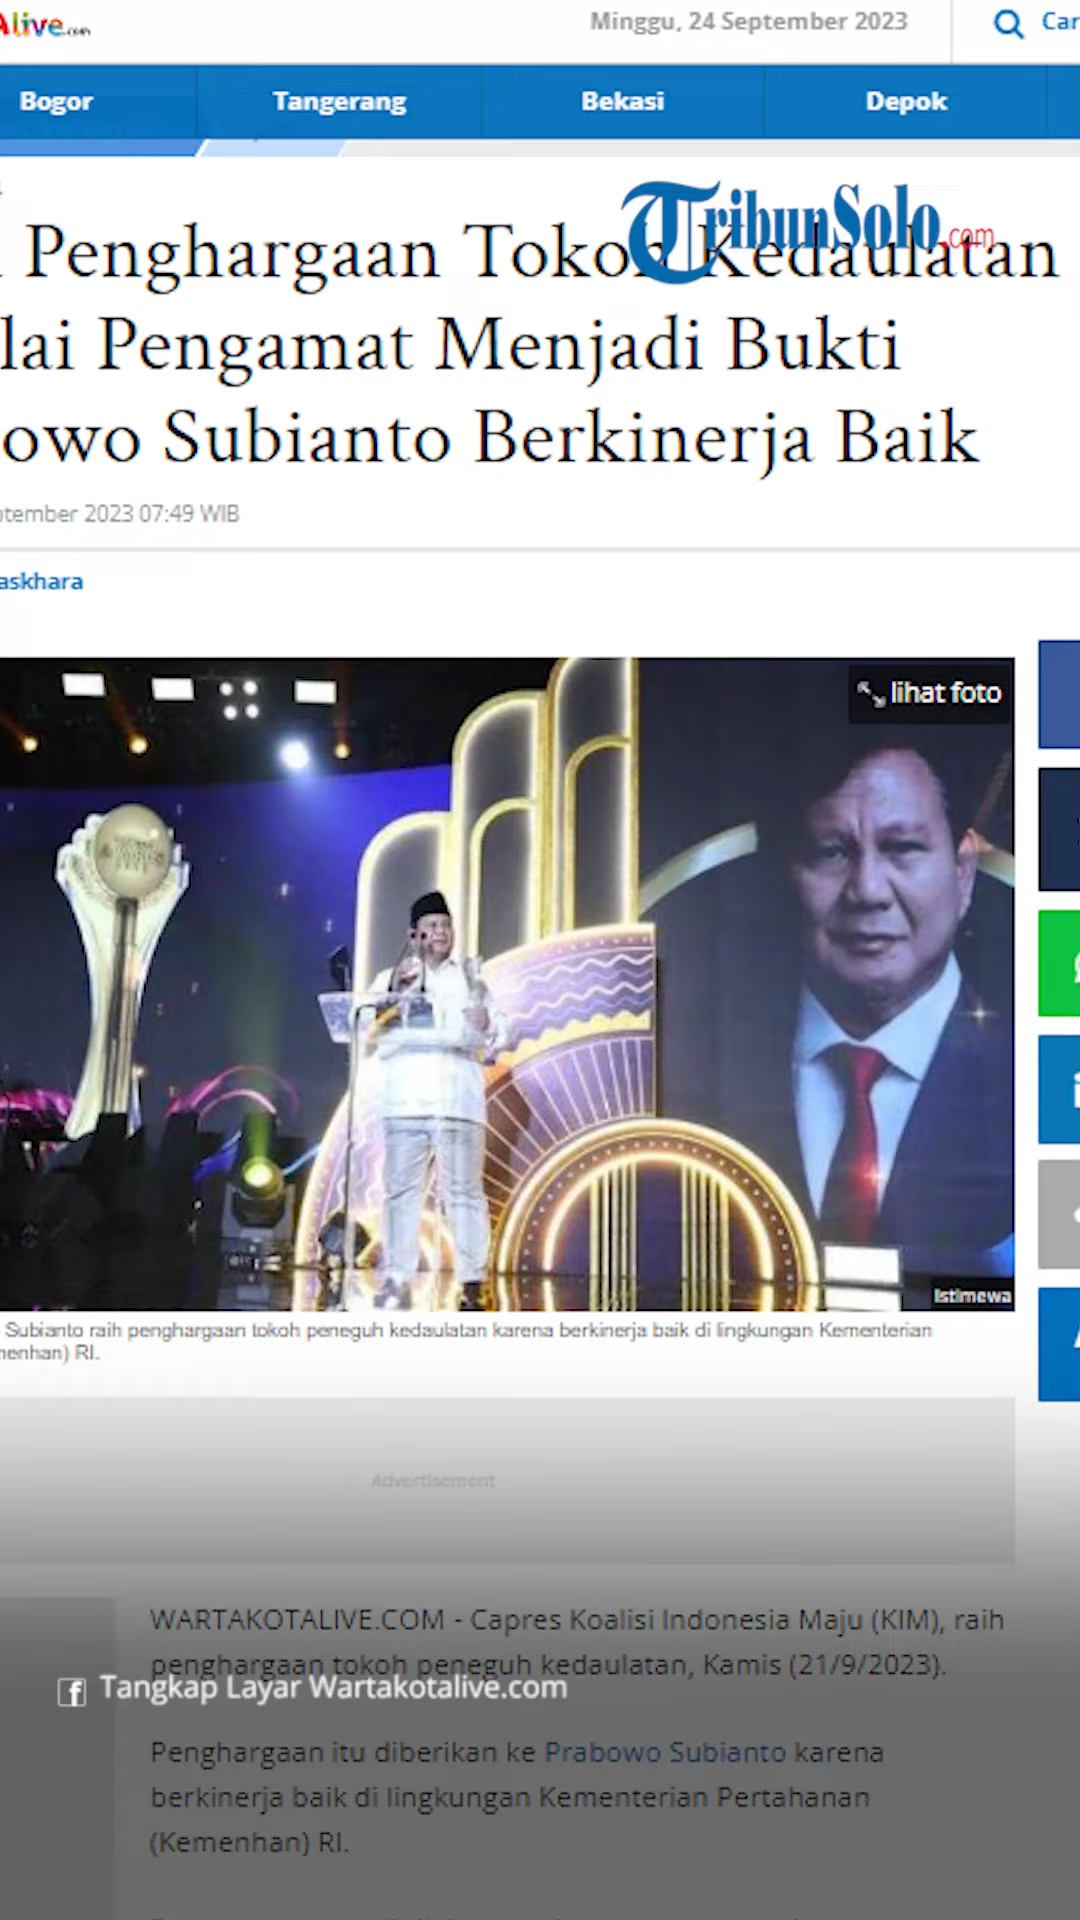 Alive.com
Minggu, 24 September 2023
Car
Bogor
Tangerang
Bekasi
Depok
TribunSolo.com
Penghargaan Tokoh Kedaulatan
lai Pengamat Menjadi Bukti
owo Subianto Berkinerja Baik
ptember 2023 07:49 WIB
askhara
lihat foto
Istimewa
Subianto raih penghargaan tokoh peneguh kedaulatan karena berkinerja baik di lingkungan Kementerian
menhan) RI.
Advertisement
WARTAKOTALIVE.COM - Capres Koalisi Indonesia Maju (KIM), raih
penghargaan tokoh peneguh kedaulatan, Kamis (21/9/2023).
Tangkap Layar Wartakotalive.com
Penghargaan itu diberikan ke Prabowo Subianto karena
berkinerja baik di lingkungan Kementerian Pertahanan
(Kemenhan) RI.